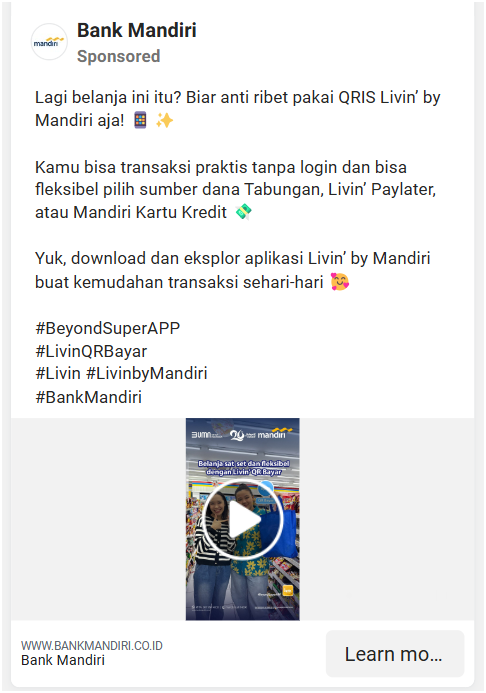 Bank Mandiri
mandiri
Sponsored
Lagi belanja ini itu? Biar anti ribet pakai QRIS Livin’ by
Mandiri aja! 📱 ✨
Kamu bisa transaksi praktis tanpa login dan bisa
fleksibel pilih sumber dana Tabungan, Livin’ Paylater,
atau Mandiri Kartu Kredit 💸
Yuk, download dan eksplor aplikasi Livin’ by Mandiri
buat kemudahan transaksi sehari-hari 🥰
#BeyondSuperAPP
#LivinQRBayar
#Livin #LivinbyMandiri
#BankMandiri
BUMN
mandiri
Belanja sat set dan fleksibel
dengan Livin' QR Bayar
WWW.BANKMANDIRI.CO.ID
Bank Mandiri
Learn mo...